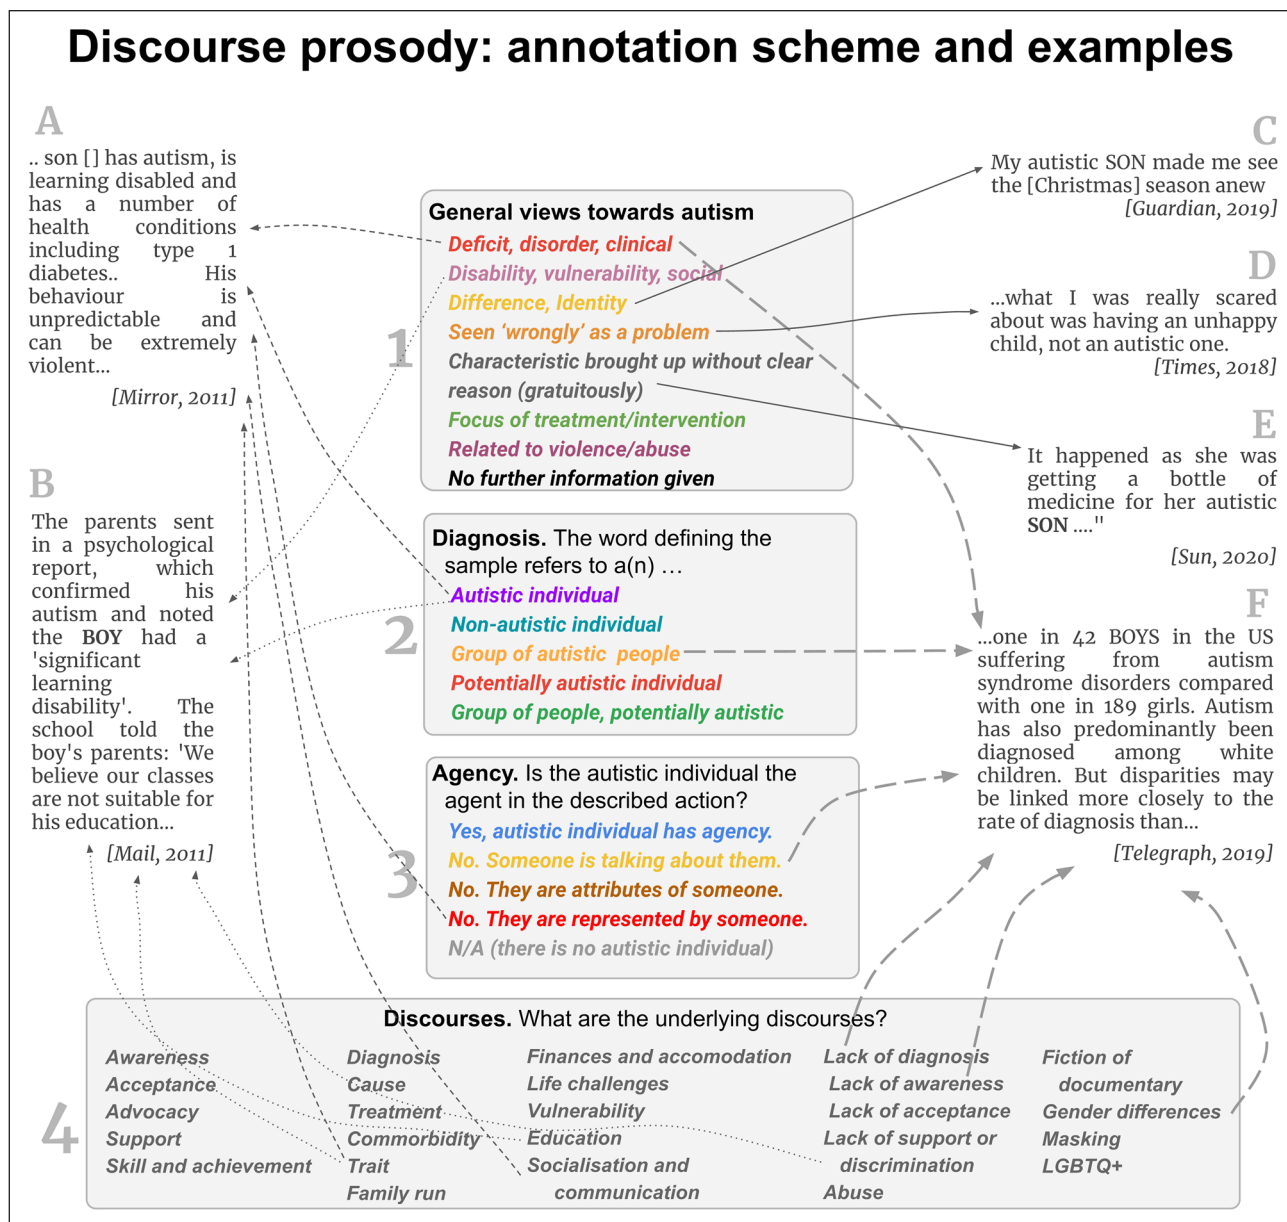 Discourse prosody: annotation scheme and examples
A
.. son [] has autism, is
learning disabled and
has a number of
health conditions
including type 1
diabetes.. His
behaviour is
unpredictable and
can be extremely
violent...
[Mirror, 2011]
B
The parents sent
in a psychological
report, which
confirmed his
autism and noted
the BOY had a
'significant
learning
disability'. The
school told the
boy's parents: 'We
believe our classes
are not suitable for
his education...
[Mail, 2011]
1
General views towards autism
Deficit, disorder, clinical
Disability, vulnerability, social
Difference, Identity
Seen ‘wrongly’ as a problem
Characteristic brought up without clear
reason (gratuitously)
Focus of treatment/intervention
Related to violence/abuse
No further information given
2
Diagnosis. The word defining the
sample refers to a(n) …
Autistic individual
Non-autistic individual
Group of autistic people
Potentially autistic individual
Group of people, potentially autistic
3
Agency. Is the autistic individual the
agent in the described action?
Yes, autistic individual has agency.
No. Someone is talking about them.
No. They are attributes of someone.
No. They are represented by someone.
N/A (there is no autistic individual)
C
My autistic SON made me see
the [Christmas] season anew
[Guardian, 2019]
D
...what I was really scared
about was having an unhappy
child, not an autistic one.
[Times, 2018]
E
It happened as she was
getting a bottle of
medicine for her autistic
SON ...."
[Sun, 2020]
F
...one in 42 BOYS in the US
suffering from autism
syndrome disorders compared
with one in 189 girls. Autism
has also predominantly been
diagnosed among white
children. But disparities may
be linked more closely to the
rate of diagnosis than...
[Telegraph, 2019]
4
Discourses. What are the underlying discourses?
Awareness
Acceptance
Advocacy
Support
Skill and achievement
Diagnosis
Cause
Treatment
Commorbidity
Trait
Family run
Finances and accomodation
Life challenges
Vulnerability
Education
Socialisation and
communication
Lack of diagnosis
Lack of awareness
Lack of acceptance
Lack of support or
discrimination
Abuse
Fiction of
documentary
Gender differences
Masking
LGBTQ+